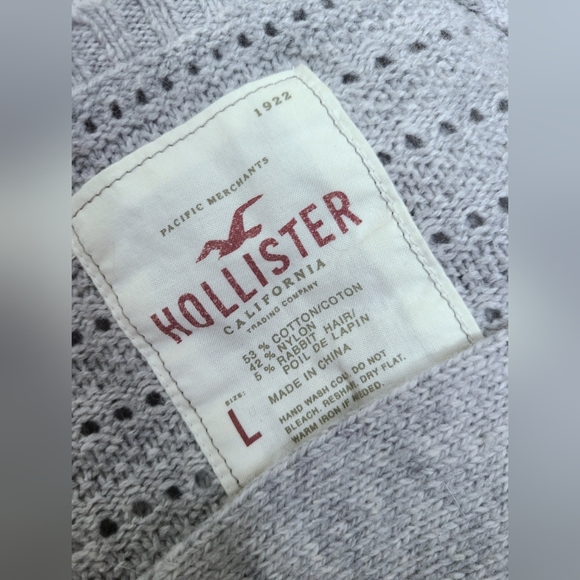 1922
PACIFIC MERCHANTS
HOLLISTER
CALIFORNIA
TRADING COMPANY
53 % COTTON/COTON
42 % NYLON
5 % RABBIT HAIR/
POIL DE LAPIN
MADE IN CHINA
SIZE:
L
HAND WASH COLD DO NOT
BLEACH. RESHAPE, DRY FLAT.
WARM IRON IF NEEDED.